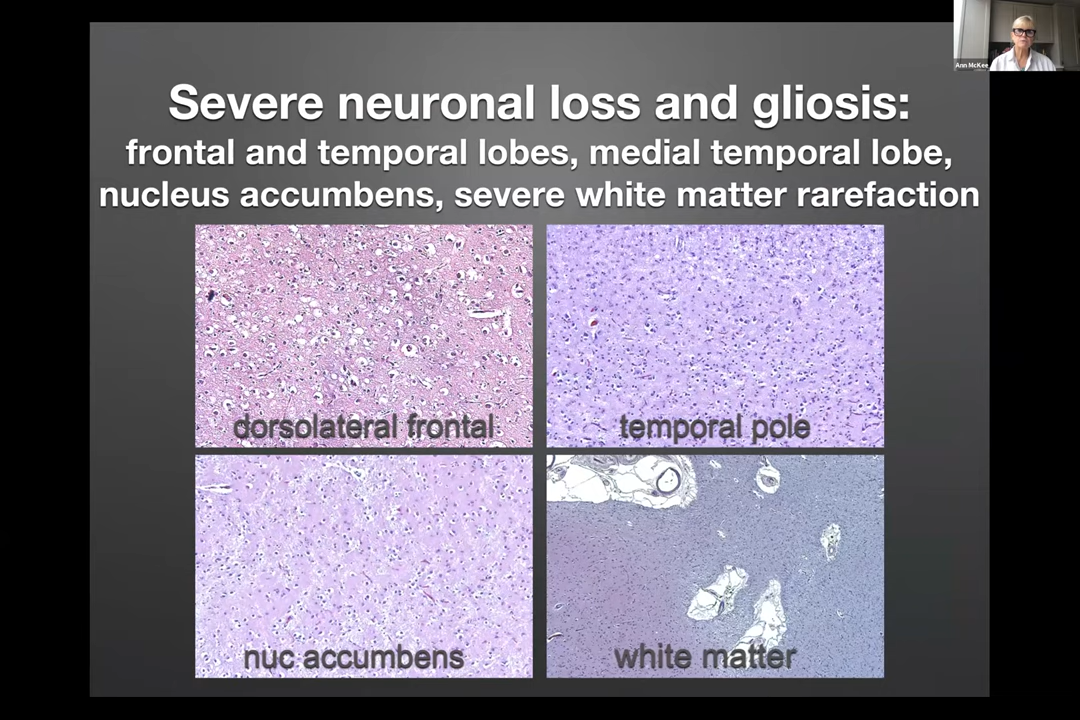 Ann McKee
Severe neuronal loss and gliosis:
frontal and temporal lobes, medial temporal lobe,
nucleus accumbens, severe white matter rarefaction
dorsolateral frontal
temporal pole
nuc accumbens
white matter